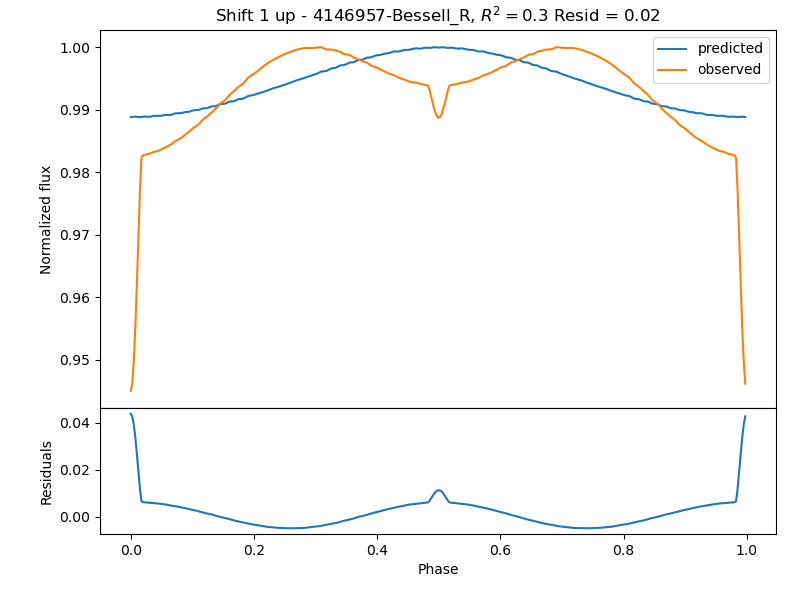 Shift 1 up - 4146957-Bessell_R, R² = 0.3 Resid = 0.02
predicted
observed
Normalized flux
1.00
0.99
0.98
0.97
0.96
0.95
Residuals
0.04
0.02
0.00
0.0 0.2 0.4 0.6 0.8 1.0
Phase